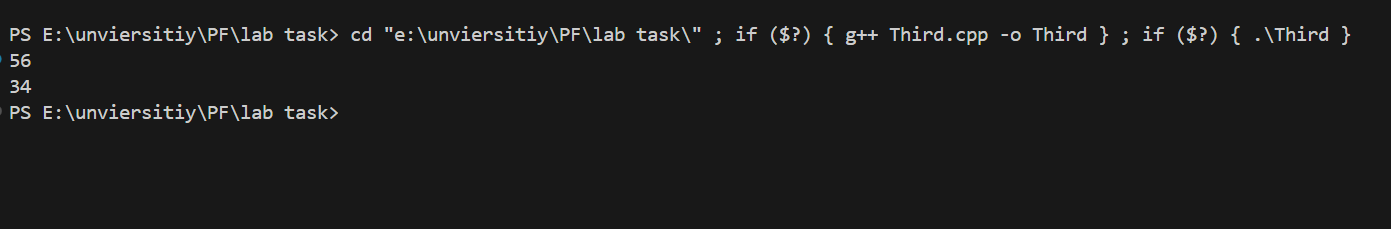 PS E:\unviersitiy\PF\lab task> cd "e:\unviersitiy\PF\lab task\" ; if ($?) { g++ Third.cpp -o Third } ; if ($?) { .\Third }
56
34
PS E:\unviersitiy\PF\lab task>